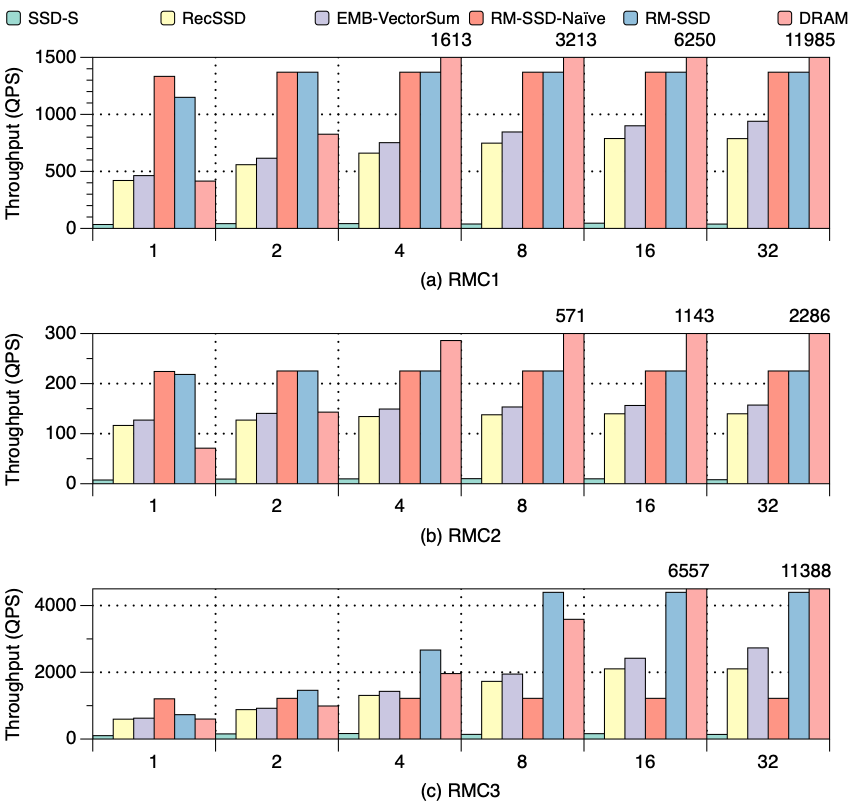 SSD-S RecSSD EMB-VectorSum RM-SSD-Naïve RM-SSD DRAM
1613 3213 6250 11985
1500
1000
500
0
Throughput (QPS)
1 2 4 8 16 32
(a) RMC1
571 1143 2286
300
200
100
0
Throughput (QPS)
1 2 4 8 16 32
(b) RMC2
6557 11388
4000
2000
0
Throughput (QPS)
1 2 4 8 16 32
(c) RMC3